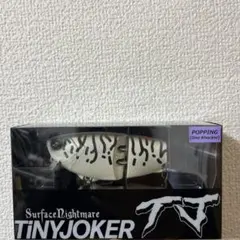 POPPING
Surface Nightmare
TiNYJOKER TJ